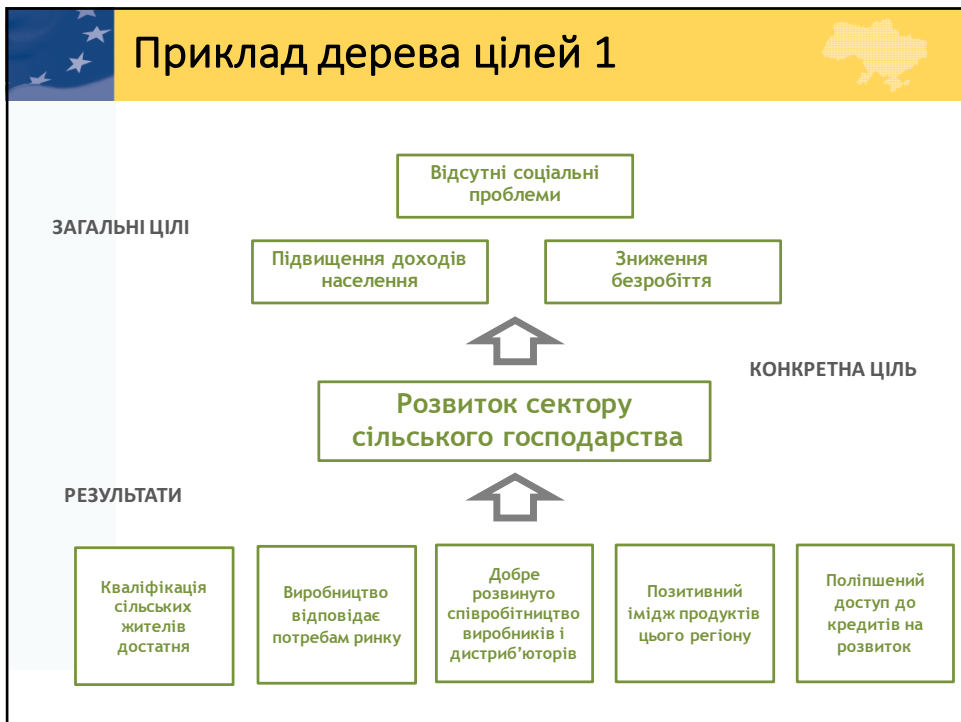 Приклад дерева цілей 1
Відсутні соціальні
проблеми
ЗАГАЛЬНІ ЦІЛІ
Підвищення доходів
населення
Зниження
безробіття
КОНКРЕТНА ЦІЛЬ
Розвиток сектору
сільського господарства
РЕЗУЛЬТАТИ
Кваліфікація
сільських
жителів
достатня
Виробництво
відповідає
потребам ринку
Добре
розвинуто
співробітництво
виробників і
дистриб’юторів
Позитивний
імідж продуктів
цього регіону
Поліпшений
доступ до
кредитів на
розвиток